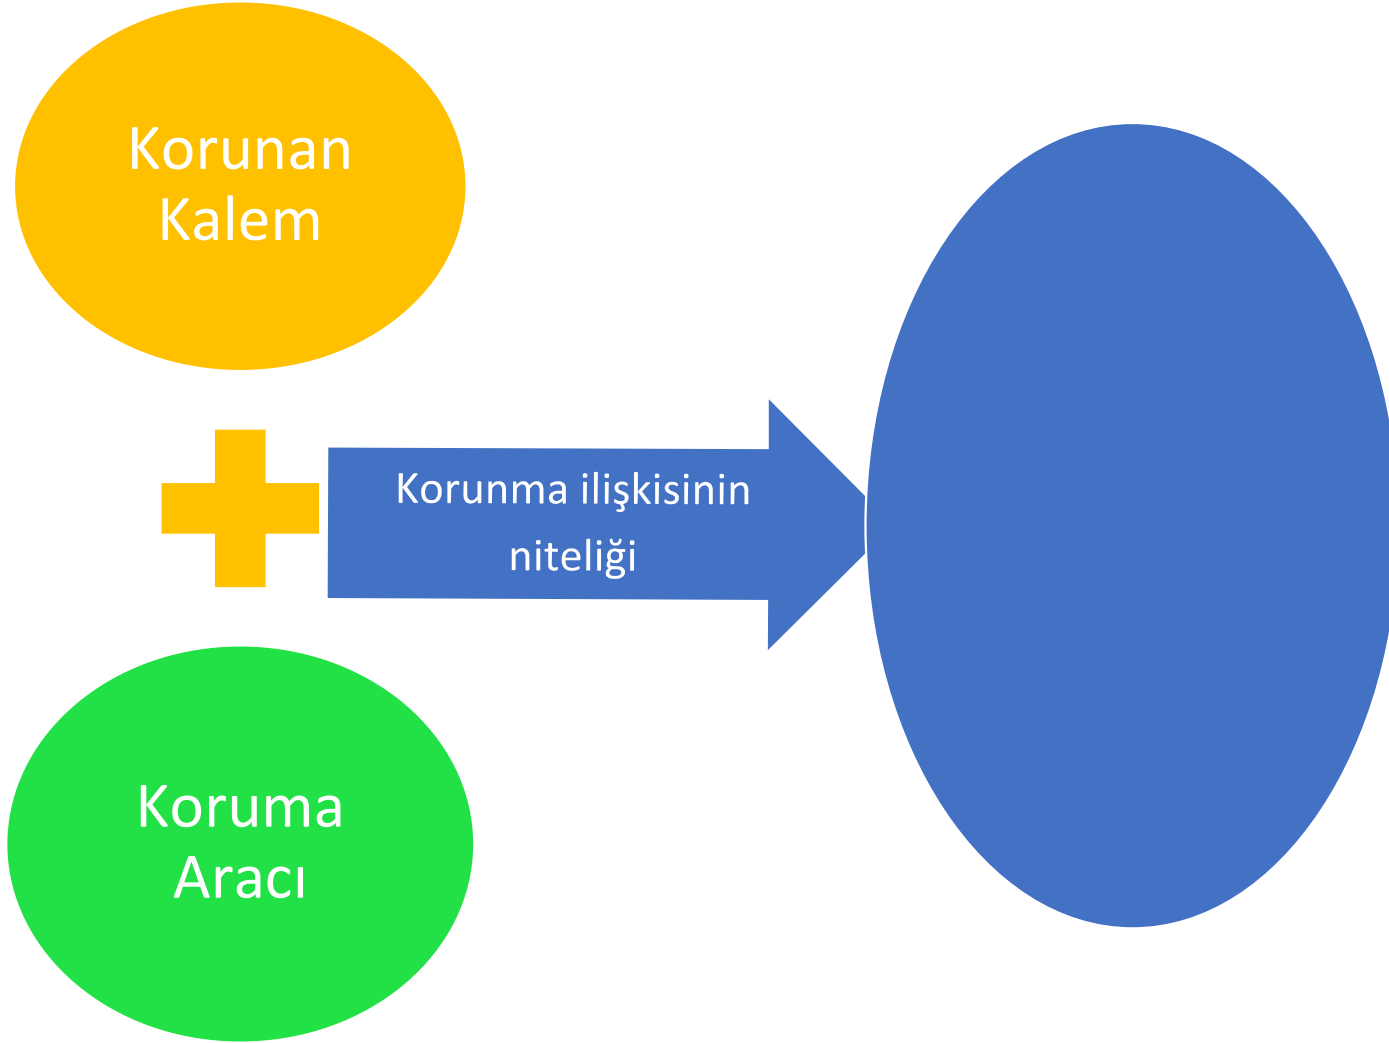 Korunan
Kalem
Korunma ilişkisinin
niteliği
Koruma
Aracı